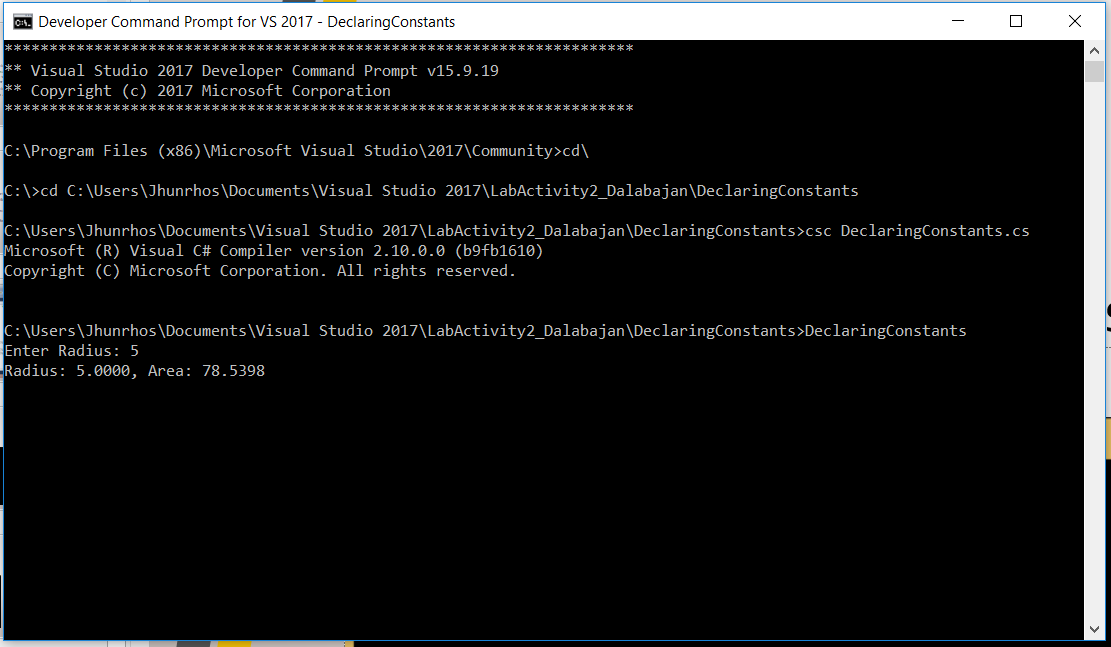 Developer Command Prompt for VS 2017 - DeclaringConstants
**********************************************************************
** Visual Studio 2017 Developer Command Prompt v15.9.19
** Copyright (c) 2017 Microsoft Corporation
**********************************************************************
C:\Program Files (x86)\Microsoft Visual Studio\2017\Community>cd\
C:\>cd C:\Users\Jhunrhos\Documents\Visual Studio 2017\LabActivity2_Dalabajan\DeclaringConstants
C:\Users\Jhunrhos\Documents\Visual Studio 2017\LabActivity2_Dalabajan\DeclaringConstants>csc DeclaringConstants.cs
Microsoft (R) Visual C# Compiler version 2.10.0.0 (b9fb1610)
Copyright (C) Microsoft Corporation. All rights reserved.
C:\Users\Jhunrhos\Documents\Visual Studio 2017\LabActivity2_Dalabajan\DeclaringConstants>DeclaringConstants
Enter Radius: 5
Radius: 5.0000, Area: 78.5398